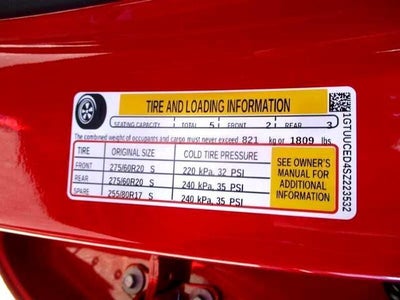 TIRE AND LOADING INFORMATION
SEATING CAPACITY TOTAL 5 FRONT 2 REAR 3
The combined weight of occupants and cargo must never exceed 821 kg or 1809 lbs
TIRE ORIGINAL SIZE COLD TIRE PRESSURE
FRONT 275/60R20 S 220 kPa, 32 PSI
REAR 275/60R20 S 240 kPa, 35 PSI
SPARE 255/80R17 S 240 kPa, 35 PSI
SEE OWNER'S
MANUAL FOR
ADDITIONAL
INFORMATION
1GTUUCED4SZ223532